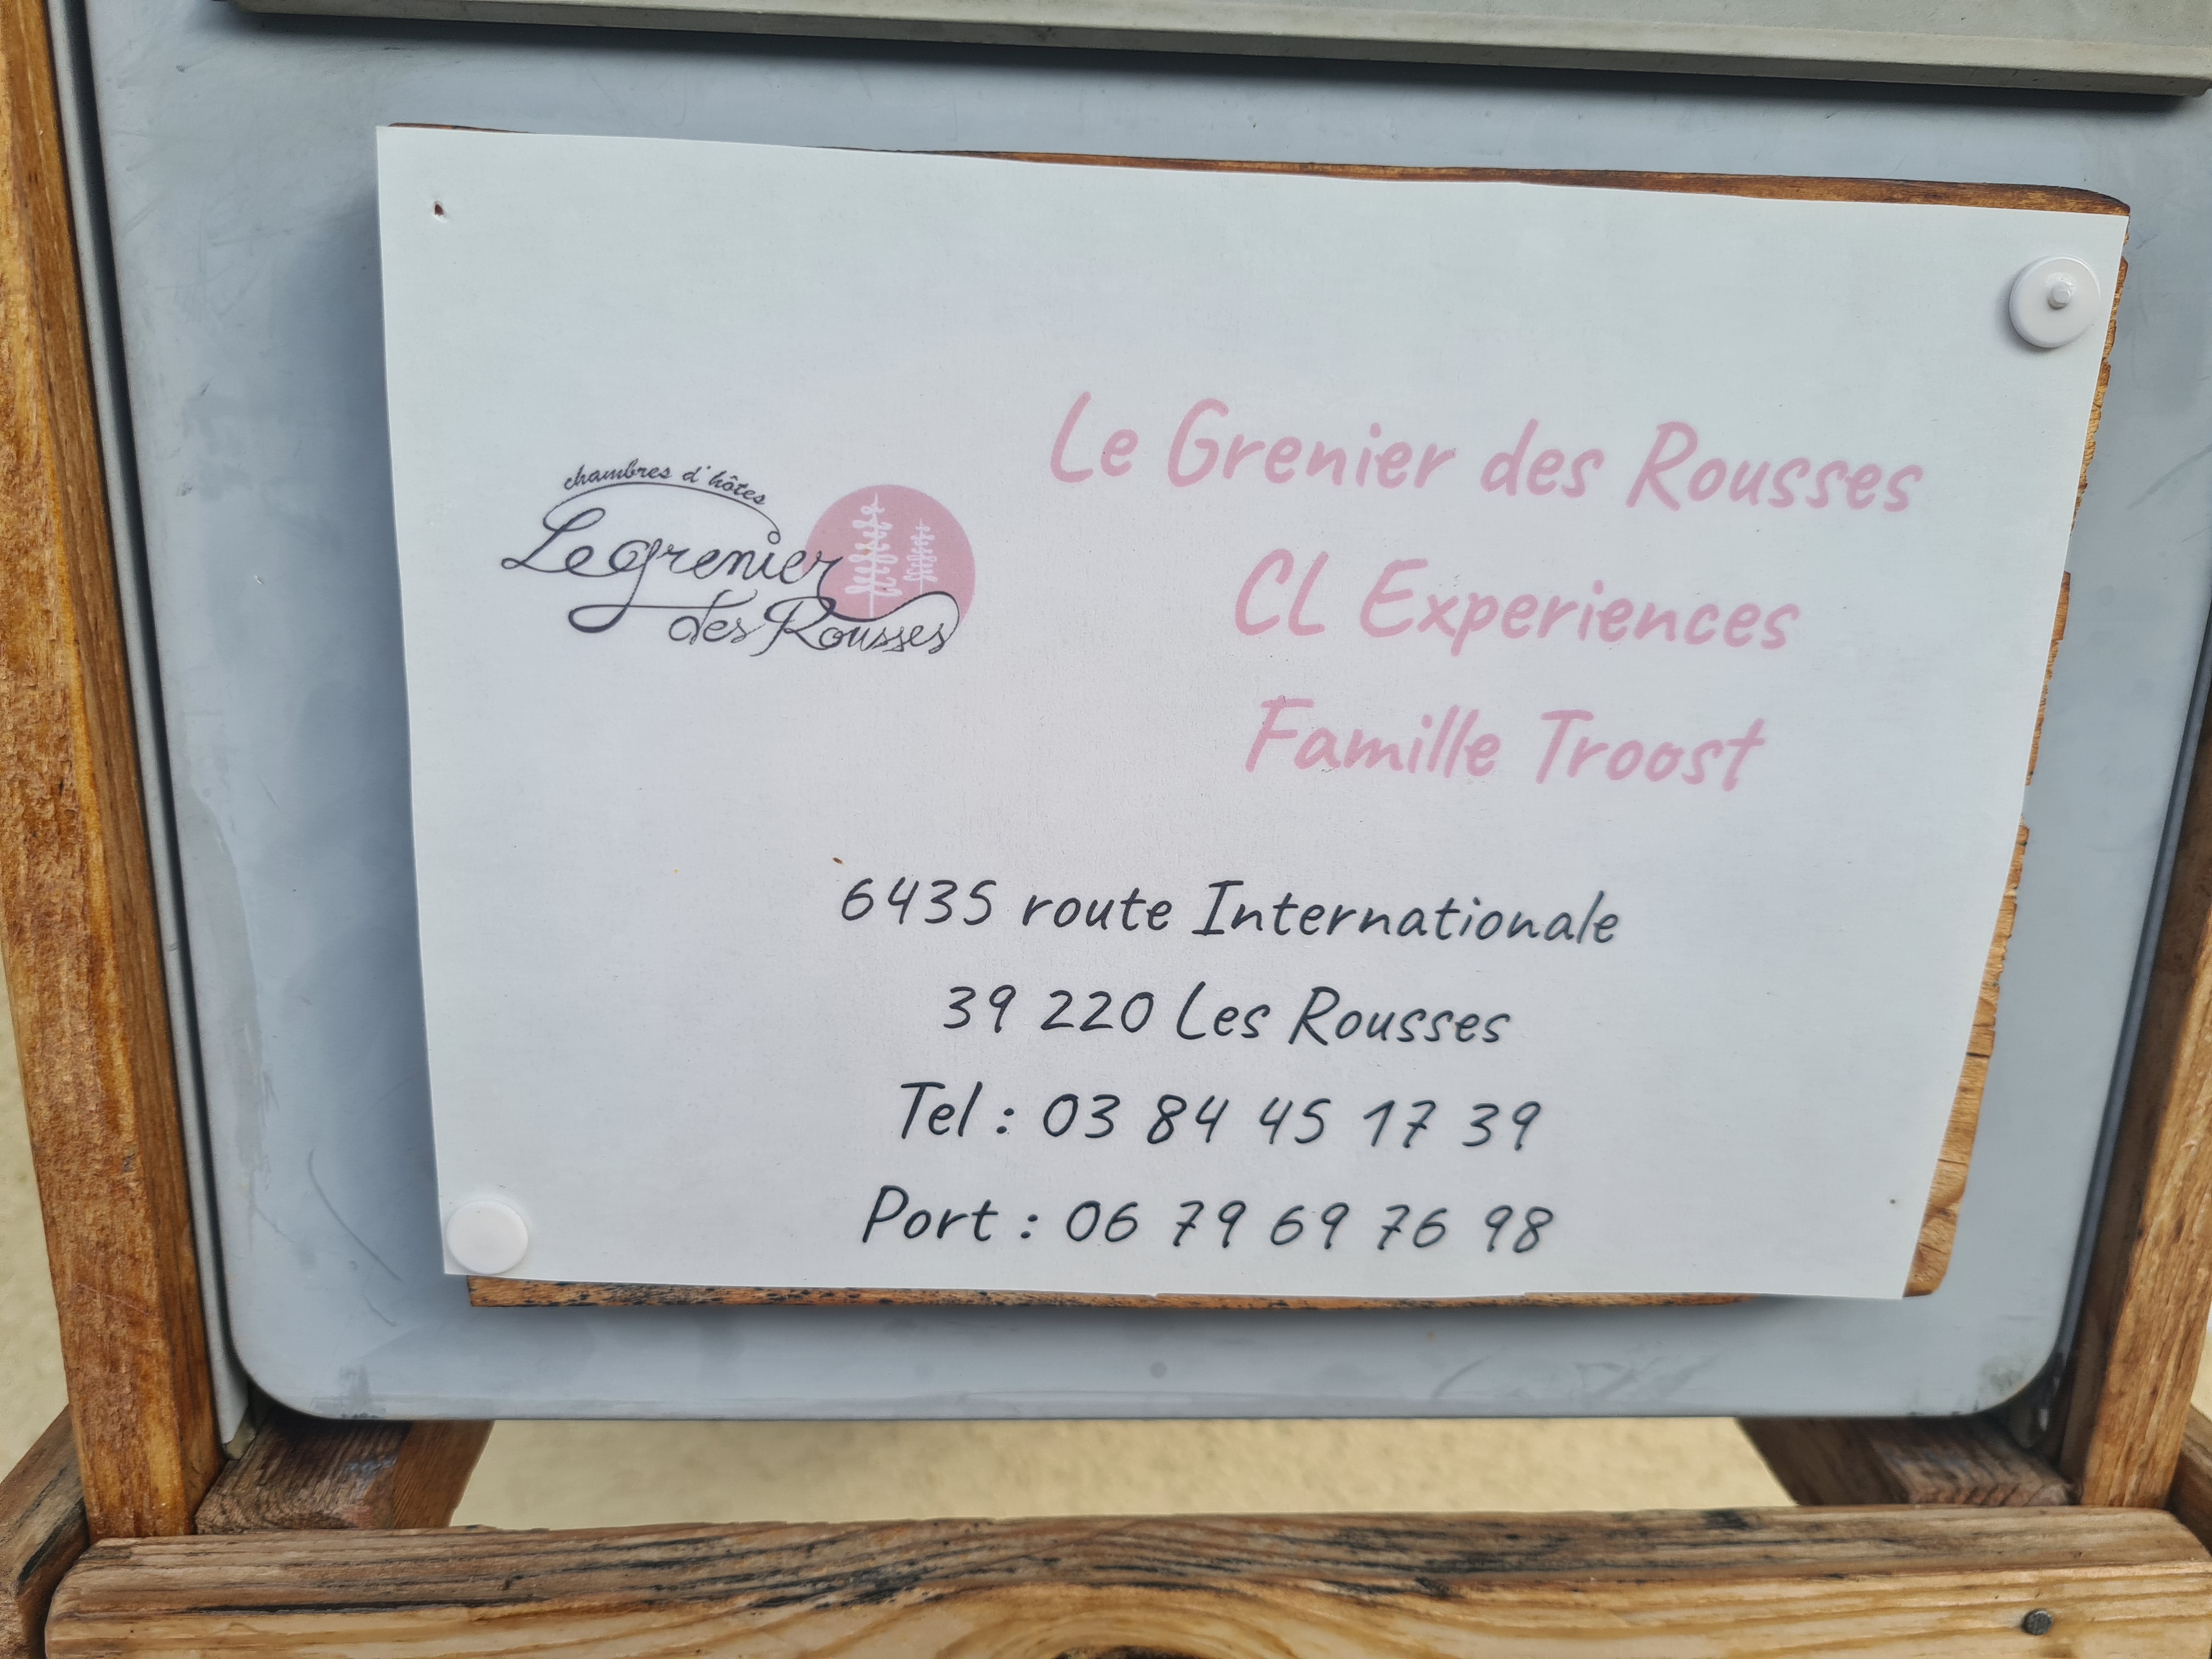 chambres d'hôtes
Le grenier
des Rousses
Le Grenier des Rousses
CL Experiences
Famille Troost
6435 route Internationale
39 220 Les Rousses
Tel : 03 84 45 17 39
Port : 06 79 69 76 98